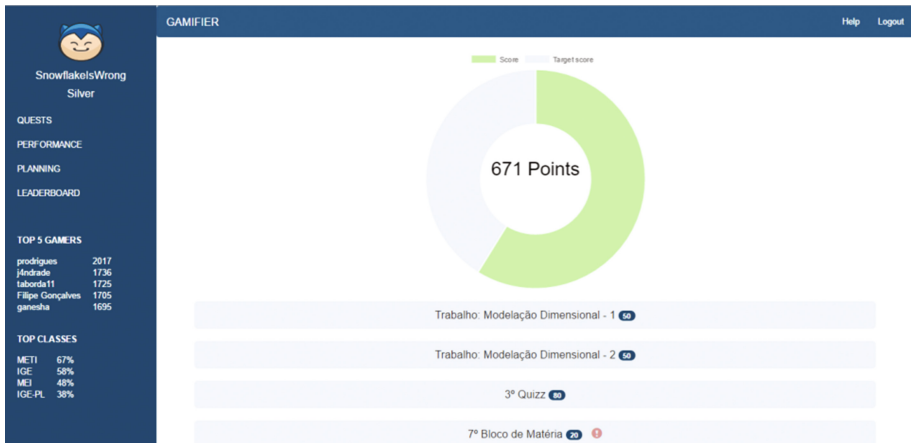 GAMIFIER
Help
Logout
SnowflakeIsWrong
Silver
QUESTS
PERFORMANCE
PLANNING
LEADERBOARD
TOP 5 GAMERS
prodrigues 2017
j4ndrade 1736
taborda11 1725
Filipe Gonçalves 1705
ganesha 1695
TOP CLASSES
METI 67%
IGE 58%
MEI 48%
IGE-PL 38%
Score
Target score
671 Points
Trabalho: Modelação Dimensional - 1 50
Trabalho: Modelação Dimensional - 2 50
3º Quizz 80
7º Bloco de Matéria 20